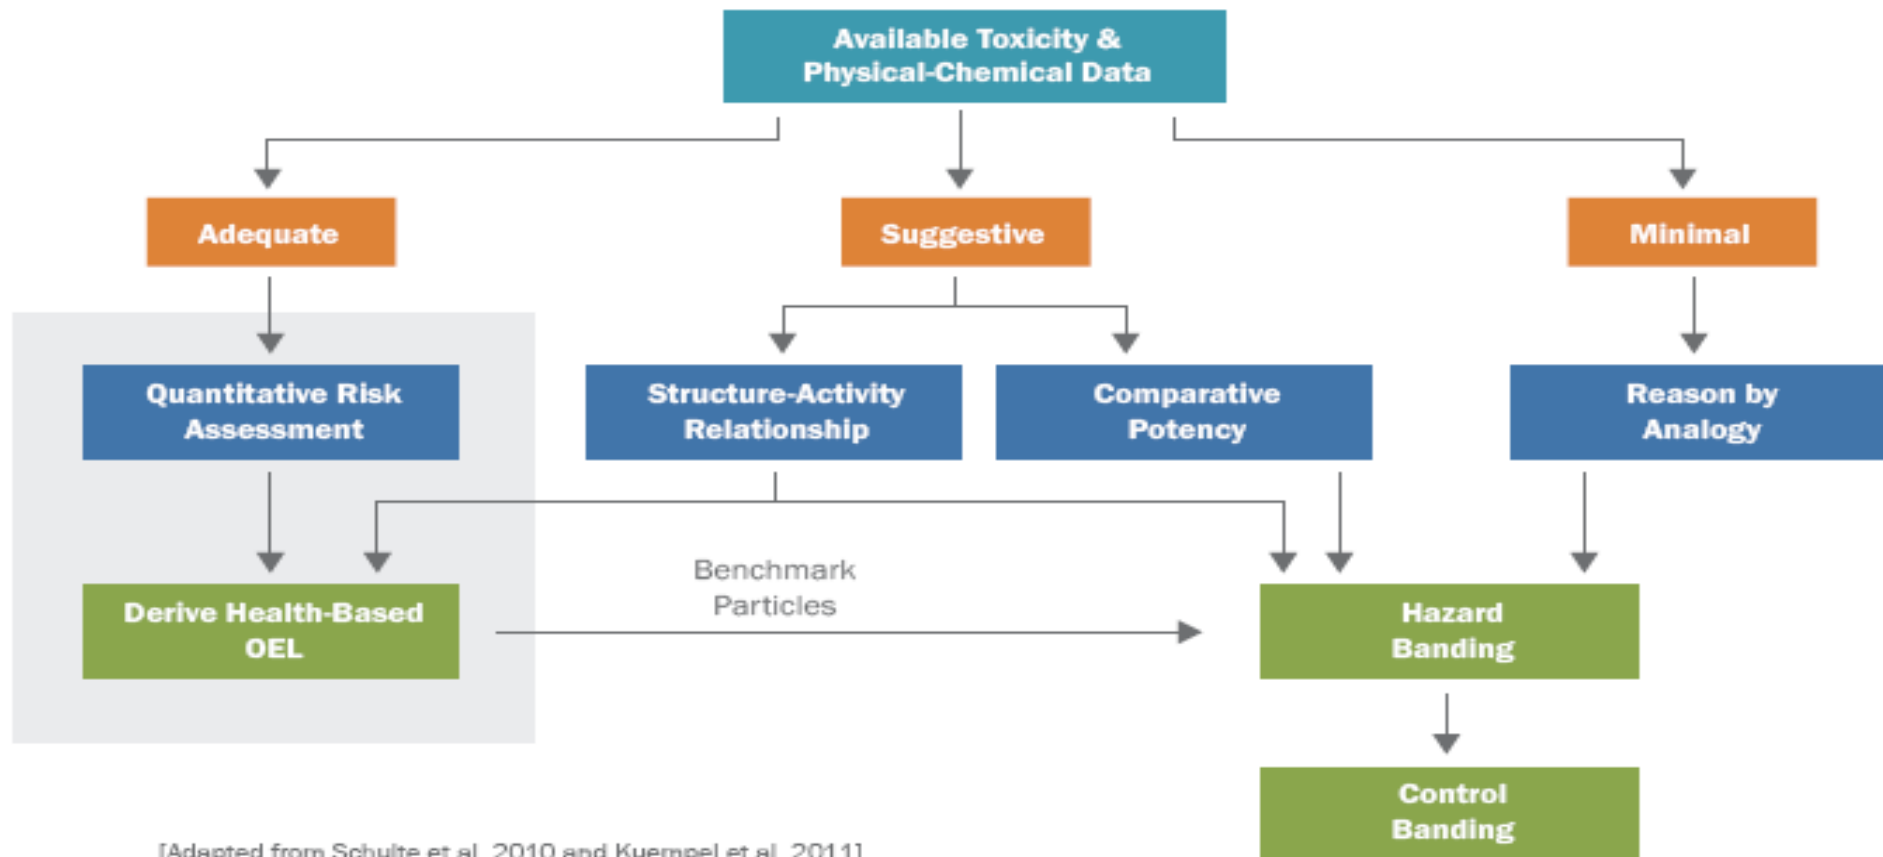 Available Toxicity &
Physical-Chemical Data
Adequate
Suggestive
Minimal
Quantitative Risk
Assessment
Structure-Activity
Relationship
Comparative
Potency
Reason by
Analogy
Benchmark
Particles
Derive Health-Based
OEL
Hazard
Banding
Control
Banding
[Adapted from Schulte et al. 2010 and Kuempel et al. 2011]